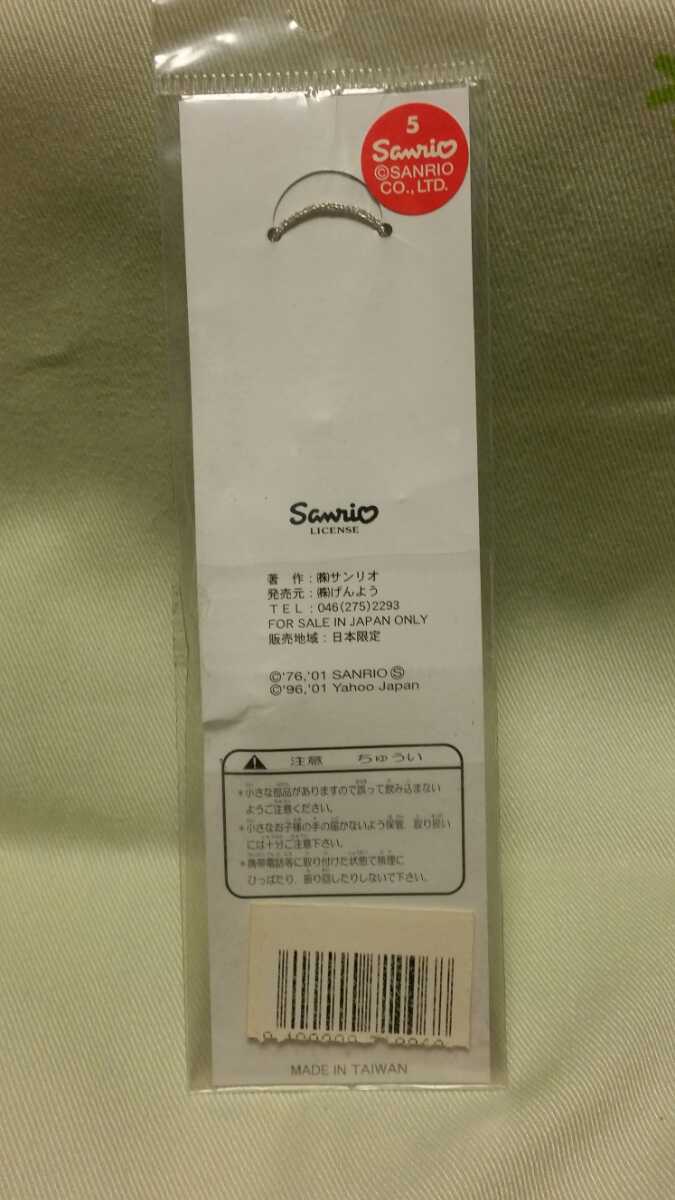 5
Sanrio
©SANRIO
CO., LTD.
Sanrio
LICENSE
著　作：㈱サンリオ
発売元：㈱げんよう
ＴＥＬ：046(275)2293
FOR SALE IN JAPAN ONLY
販売地域：日本限定
©'76,'01 SANRIO Ⓢ
©'96,'01 Yahoo Japan
注意　ちゅうい
＊小さな部品がありますので誤って飲み込まない
ようご注意ください。
＊小さなお子様の手の届かないよう保管、取り扱い
には十分ご注意下さい。
＊携帯電話等に取り付けた状態で無理に
ひっぱたり、振り回したりしないで下さい。
MADE IN TAIWAN